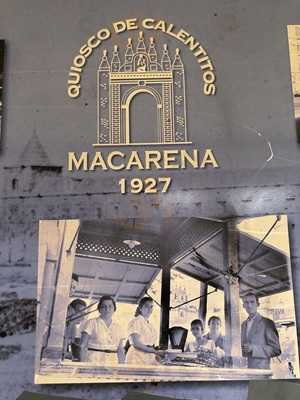 QUIOSCO DE CALENTITOS
MACARENA
1927